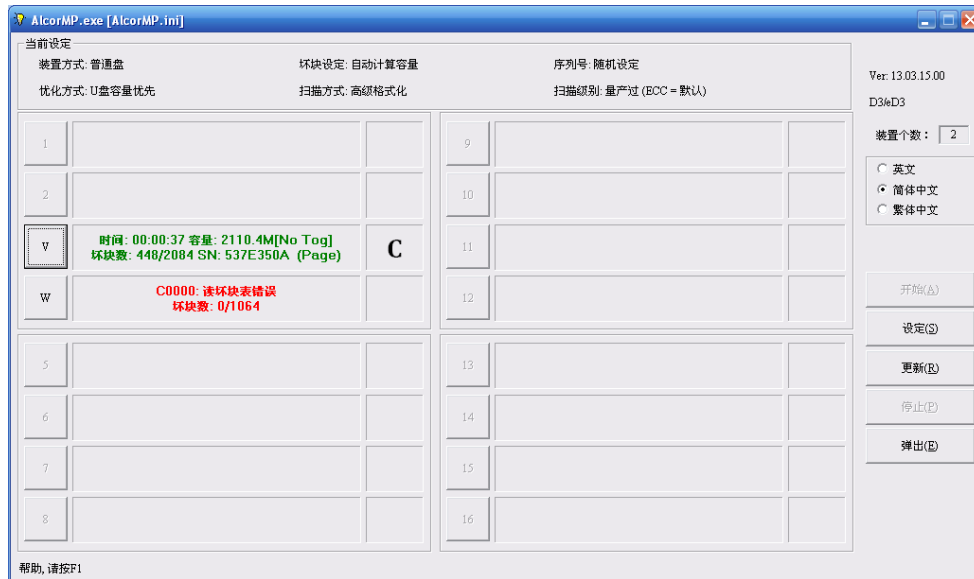 AlcorMP.exe [AlcorMP.ini]
当前设定
装置方式: 普通盘 坏块设定: 自动计算容量 序列号: 随机设定
优化方式: U盘容量优先 扫描方式: 高级格式化 扫描级别: 量产过 (ECC = 默认)
Ver: 13.03.15.00
D3/eD3
装置个数： 2
英文
简体中文
繁体中文
1
2
V
时间: 00:00:37 容量: 2110.4M[No Tog]
坏块数: 448/2084 SN: 537E350A (Page)
C
W
C0000: 读坏块表错误
坏块数: 0/1064
5
6
7
8
9
10
11
12
13
14
15
16
开始(A)
设定(S)
更新(R)
停止(P)
弹出(E)
帮助, 请按F1